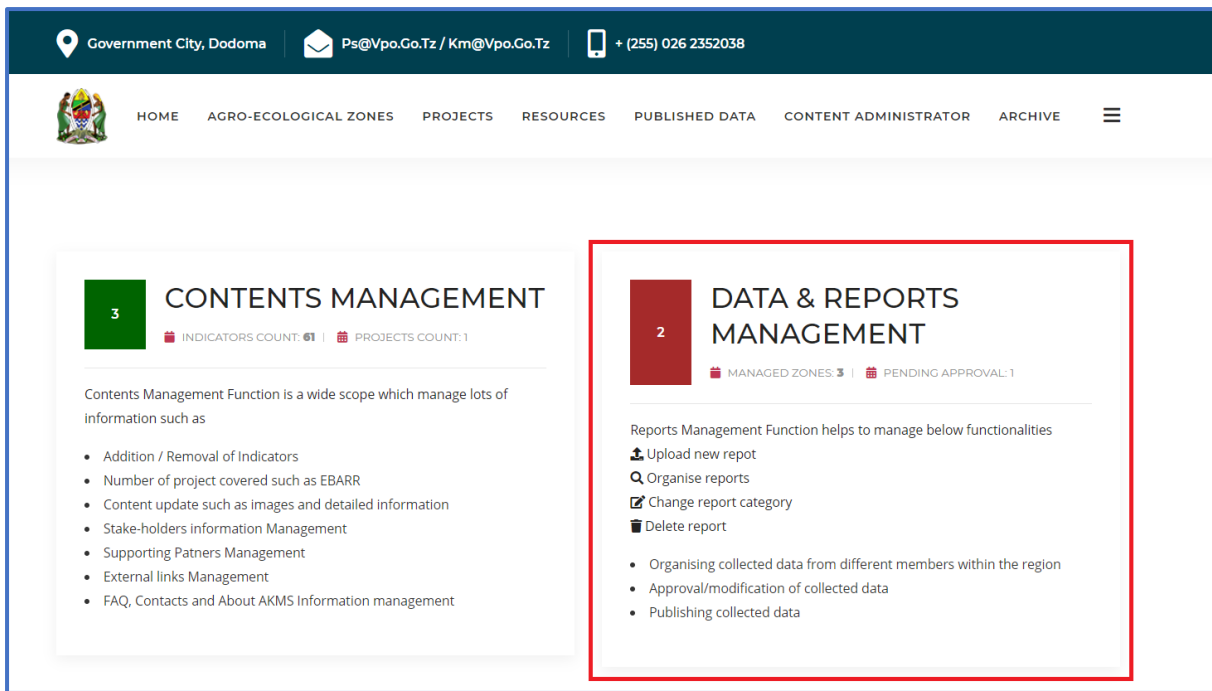 Government City, Dodoma
Ps@Vpo.Go.Tz / Km@Vpo.Go.Tz
+ (255) 026 2352038
HOME AGRO-ECOLOGICAL ZONES PROJECTS RESOURCES PUBLISHED DATA CONTENT ADMINISTRATOR ARCHIVE
3
CONTENTS MANAGEMENT
INDICATORS COUNT: 61 | PROJECTS COUNT: 1
Contents Management Function is a wide scope which manage lots of
information such as
• Addition / Removal of Indicators
• Number of project covered such as EBARR
• Content update such as images and detailed information
• Stake-holders information Management
• Supporting Patners Management
• External links Management
• FAQ, Contacts and About AKMS Information management
2
DATA & REPORTS
MANAGEMENT
MANAGED ZONES: 3 | PENDING APPROVAL: 1
Reports Management Function helps to manage below functionalities
Upload new repot
Organise reports
Change report category
Delete report
• Organising collected data from different members within the region
• Approval/modification of collected data
• Publishing collected data